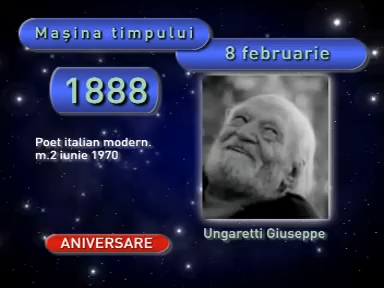 Mașina timpului
8 februarie
1888
Poet italian modern.
m.2 iunie 1970
Ungaretti Giuseppe
ANIVERSARE